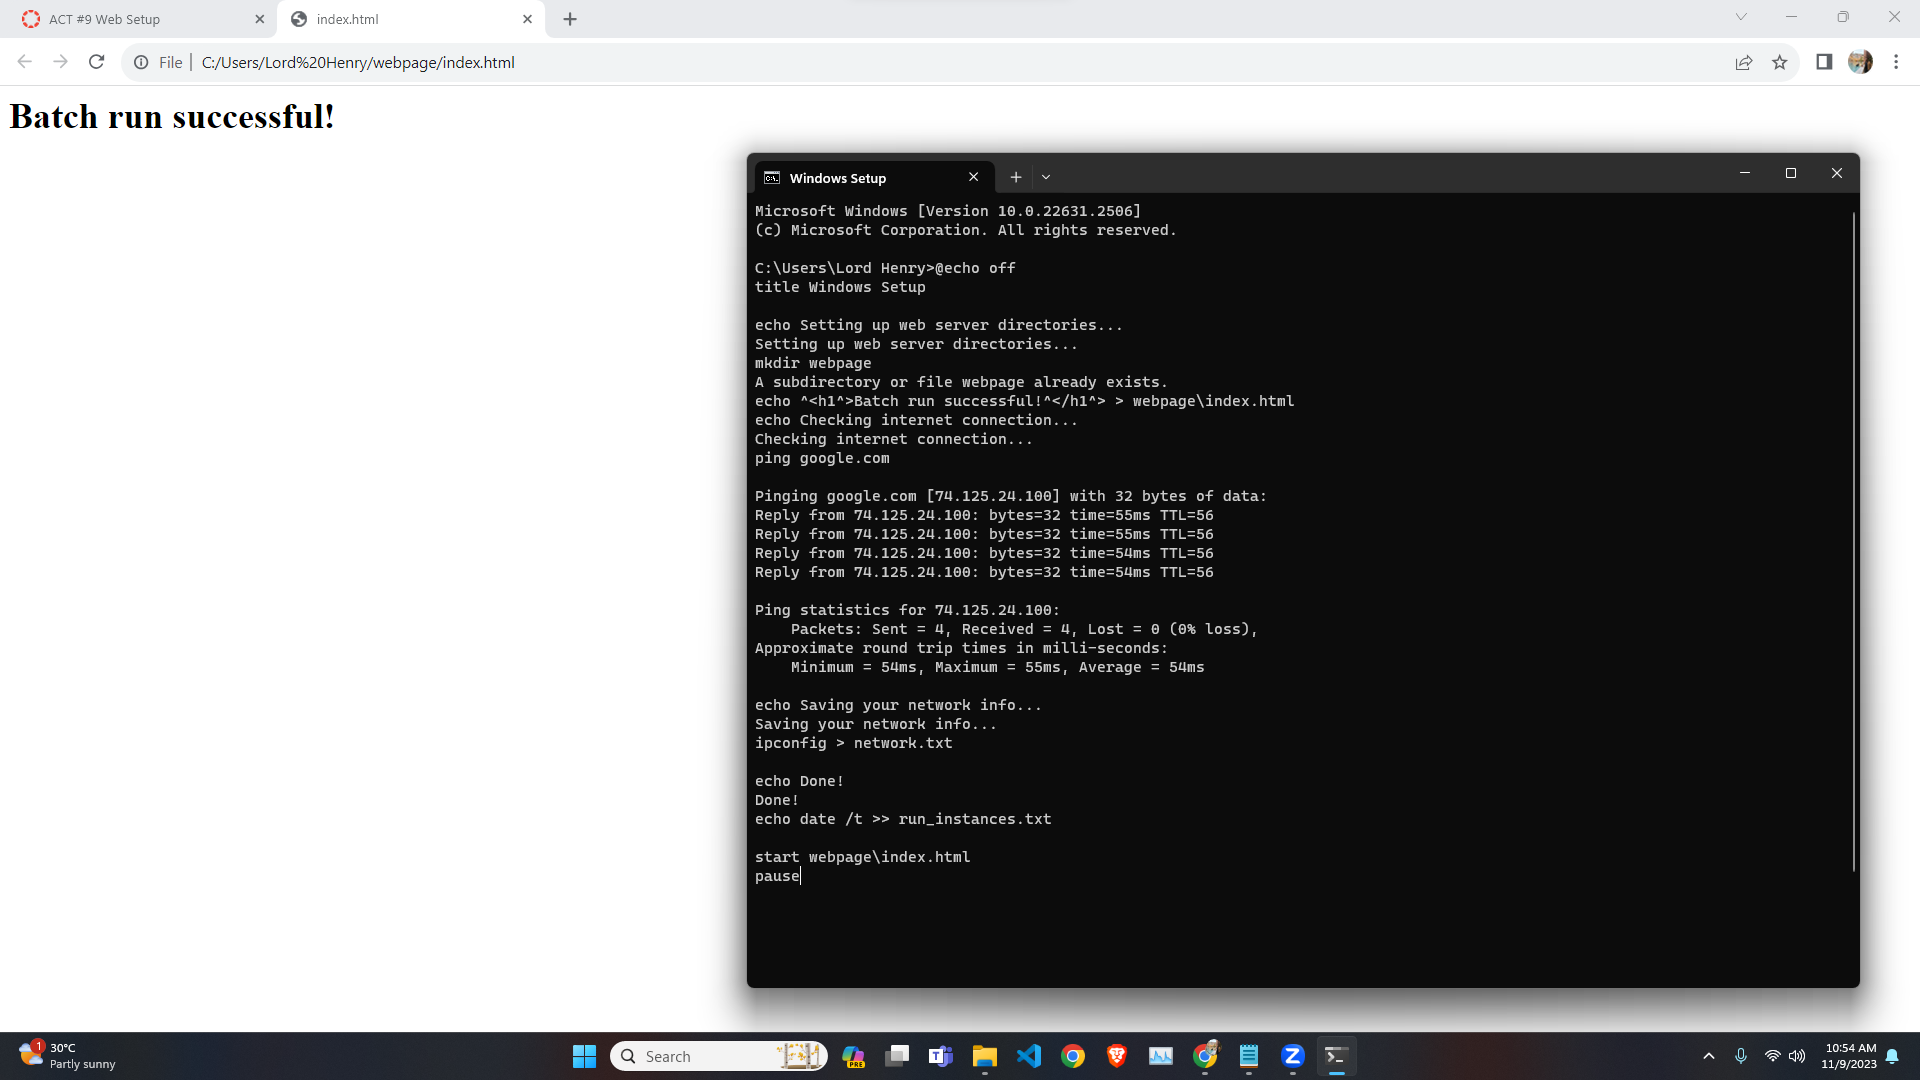 ACT #9 Web Setup
index.html
File
C:/Users/Lord%20Henry/webpage/index.html
Batch run successful!
Windows Setup
Microsoft Windows [Version 10.0.22631.2506]
(c) Microsoft Corporation. All rights reserved.
C:\Users\Lord Henry>@echo off
title Windows Setup
echo Setting up web server directories...
Setting up web server directories...
mkdir webpage
A subdirectory or file webpage already exists.
echo ^<h1^>Batch run successful!^</h1^> > webpage\index.html
echo Checking internet connection...
Checking internet connection...
ping google.com
Pinging google.com [74.125.24.100] with 32 bytes of data:
Reply from 74.125.24.100: bytes=32 time=55ms TTL=56
Reply from 74.125.24.100: bytes=32 time=55ms TTL=56
Reply from 74.125.24.100: bytes=32 time=54ms TTL=56
Reply from 74.125.24.100: bytes=32 time=54ms TTL=56
Ping statistics for 74.125.24.100:
Packets: Sent = 4, Received = 4, Lost = 0 (0% loss),
Approximate round trip times in milli-seconds:
Minimum = 54ms, Maximum = 55ms, Average = 54ms
echo Saving your network info...
Saving your network info...
ipconfig > network.txt
echo Done!
Done!
echo date /t >> run_instances.txt
start webpage\index.html
pause
1
30°C
Partly sunny
Search
PRE
10:54 AM
11/9/2023